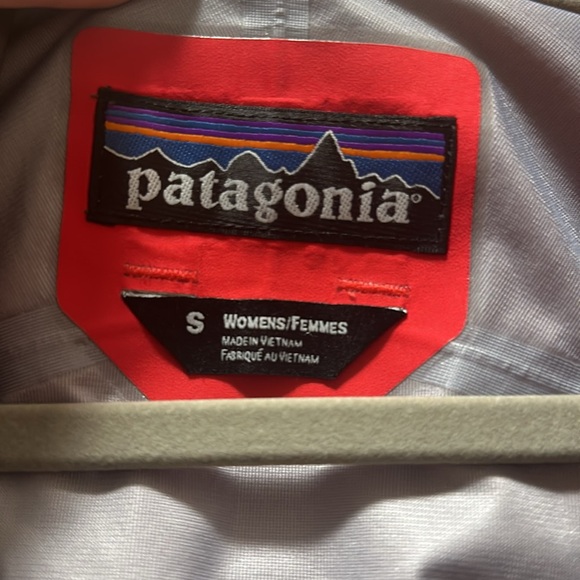 patagonia®
S WOMENS/FEMMES
MADE IN VIETNAM
FABRIQUÉ AU VIETNAM